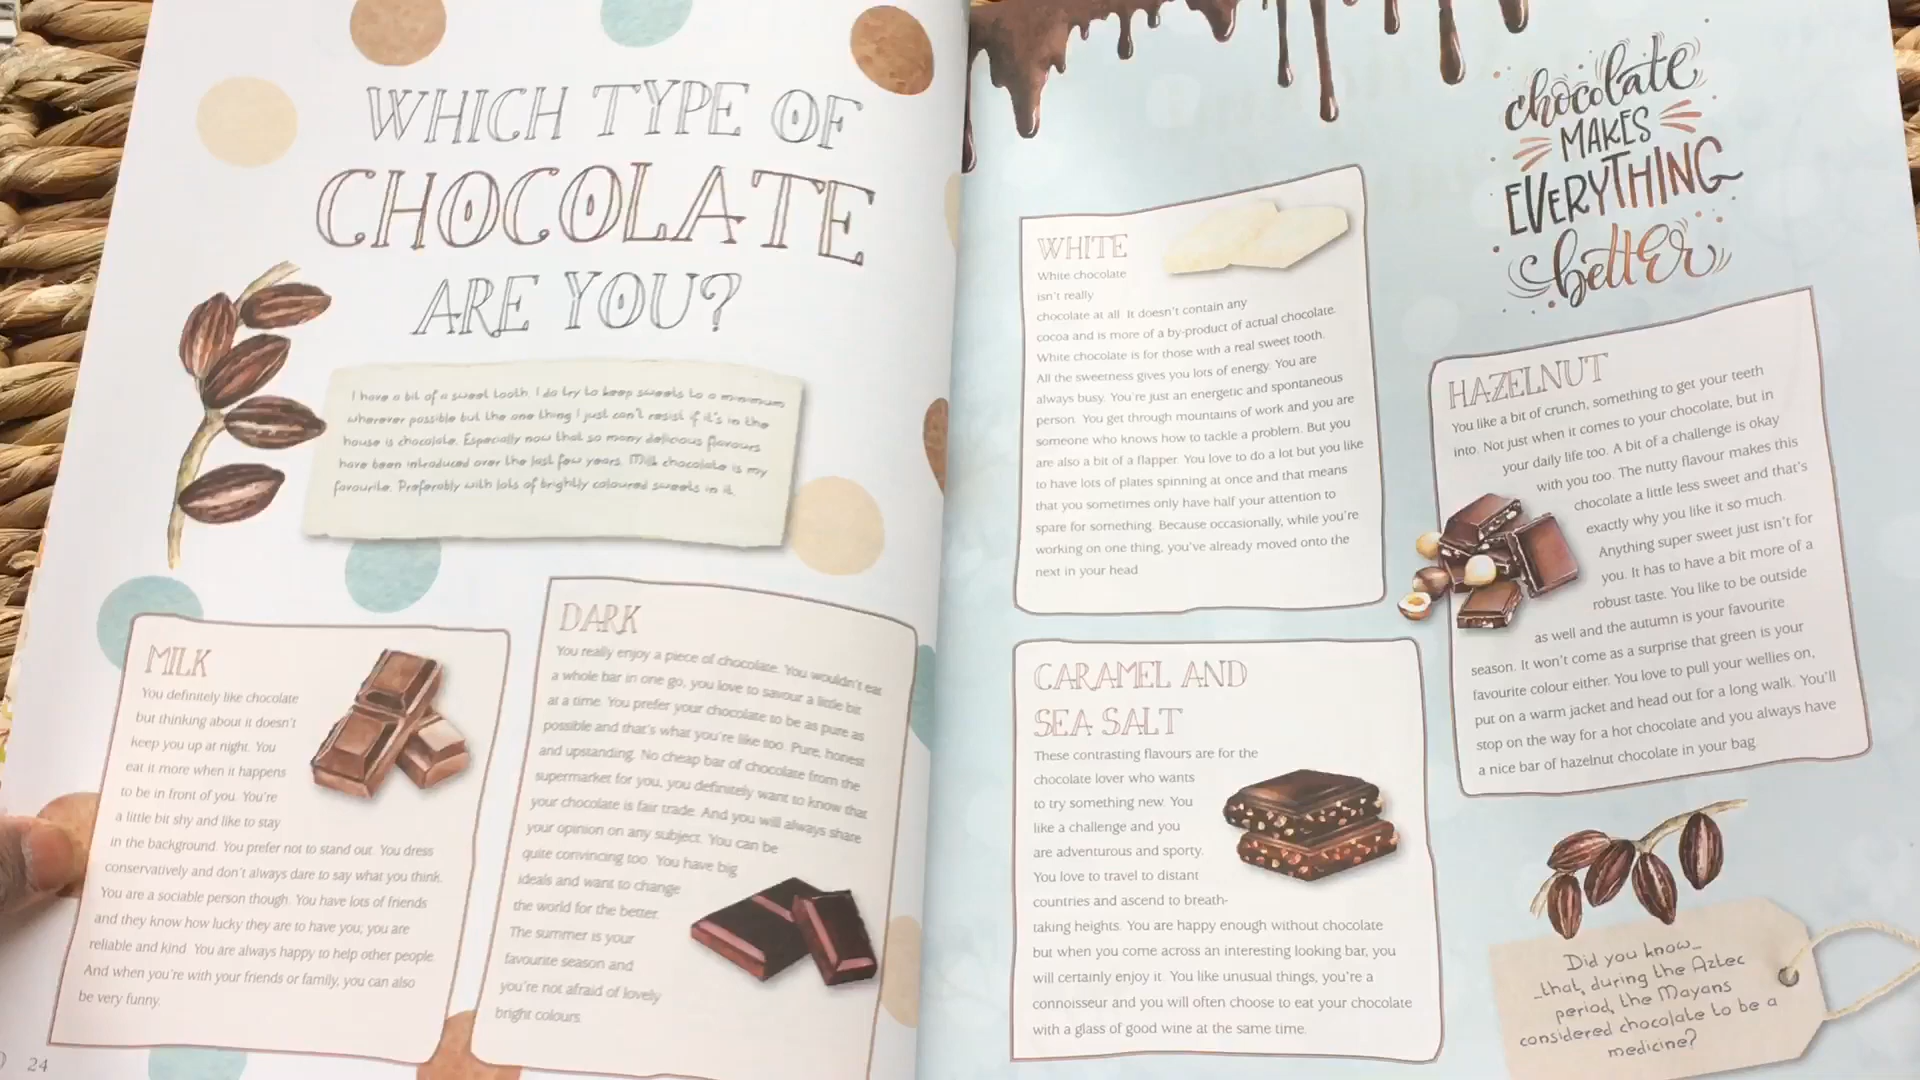 WHICH TYPE OF
CHOCOLATE
ARE YOU?
I have a bit of a sweet tooth. I do try to keep sweets to a minimum
wherever possible but the one thing I just can't resist if it's in the
house is chocolate. Especially now that so many delicious flavours
have been introduced over the last few years. Milk chocolate is my
favourite. Preferably with lots of brightly coloured sweets in it.
MILK
You definitely like chocolate
but thinking about it doesn't
keep you up at night. You
eat it more when it happens
to be in front of you. You're
a little bit shy and like to stay
in the background. You prefer not to stand out. You dress
conservatively and don't always dare to say what you think.
You are a sociable person though. You have lots of friends
and they know how lucky they are to have you, you are
reliable and kind. You are always happy to help other people.
And when you're with your friends or family, you can also
be very funny.
DARK
You really enjoy a piece of chocolate. You wouldn't eat
a whole bar in one go, you love to savour a little bit
at a time. You prefer your chocolate to be as pure as
possible and that's what you're like too. Pure, honest
and upstanding. No cheap bar of chocolate from the
supermarket for you, you definitely want to know that
your chocolate is fair trade. And you will always share
your opinion on any subject. You can be
quite convincing too. You have big
ideals and want to change
the world for the better.
The summer is your
favourite season and
you're not afraid of lovely
bright colours.
24
chocolate
MAKES
EVERYTHING
better
WHITE
White chocolate
isn't really
chocolate at all. It doesn't contain any
cocoa and is more of a by-product of actual chocolate.
White chocolate is for those with a real sweet tooth.
All the sweetness gives you lots of energy. You are
always busy. You're just an energetic and spontaneous
person. You get through mountains of work and you are
someone who knows how to tackle a problem. But you
are also a bit of a flapper. You love to do a lot but you like
to have lots of plates spinning at once and that means
that you sometimes only have half your attention to
spare for something. Because occasionally, while you're
working on one thing, you've already moved onto the
next in your head.
HAZELNUT
You like a bit of crunch, something to get your teeth
into. Not just when it comes to your chocolate, but in
your daily life too. A bit of a challenge is okay
with you too. The nutty flavour makes this
chocolate a little less sweet and that's
exactly why you like it so much.
Anything super sweet just isn't for
you. It has to have a bit more of a
robust taste. You like to be outside
as well and the autumn is your favourite
season. It won't come as a surprise that green is your
favourite colour either. You love to pull your wellies on,
put on a warm jacket and head out for a long walk. You'll
stop on the way for a hot chocolate and you always have
a nice bar of hazelnut chocolate in your bag.
CARAMEL AND
SEA SALT
These contrasting flavours are for the
chocolate lover who wants
to try something new. You
like a challenge and you
are adventurous and sporty.
You love to travel to distant
countries and ascend to breath-
taking heights. You are happy enough without chocolate
but when you come across an interesting looking bar, you
will certainly enjoy it. You like unusual things, you're a
connoisseur and you will often choose to eat your chocolate
with a glass of good wine at the same time.
Did you know_
_that, during the Aztec
period, the Mayans
considered chocolate to be a
medicine?